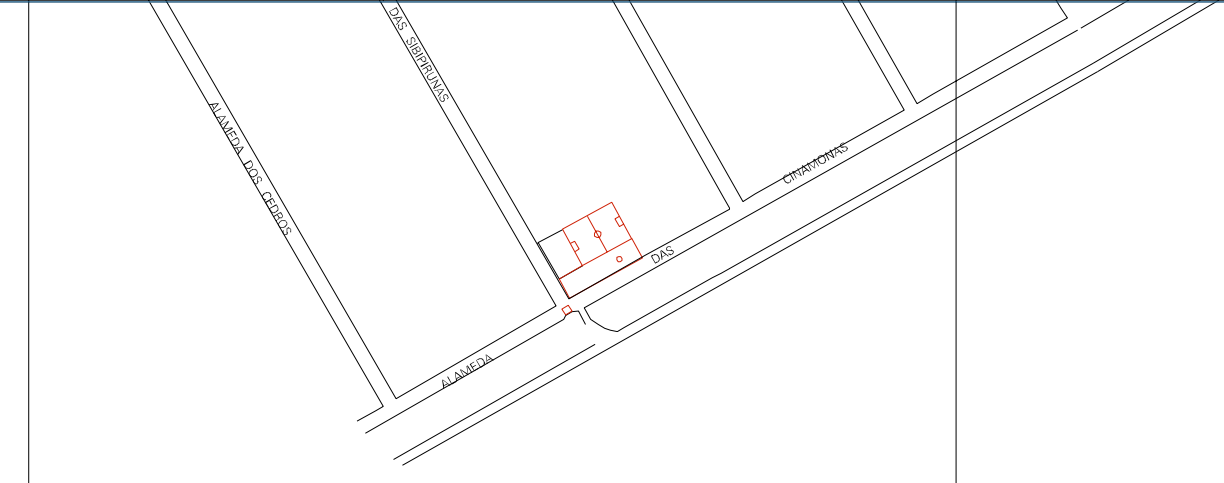 DAS SIBIPIRUNAS
ALAMEDA DOS CEDROS
ALAMEDA DAS CINAMONAS